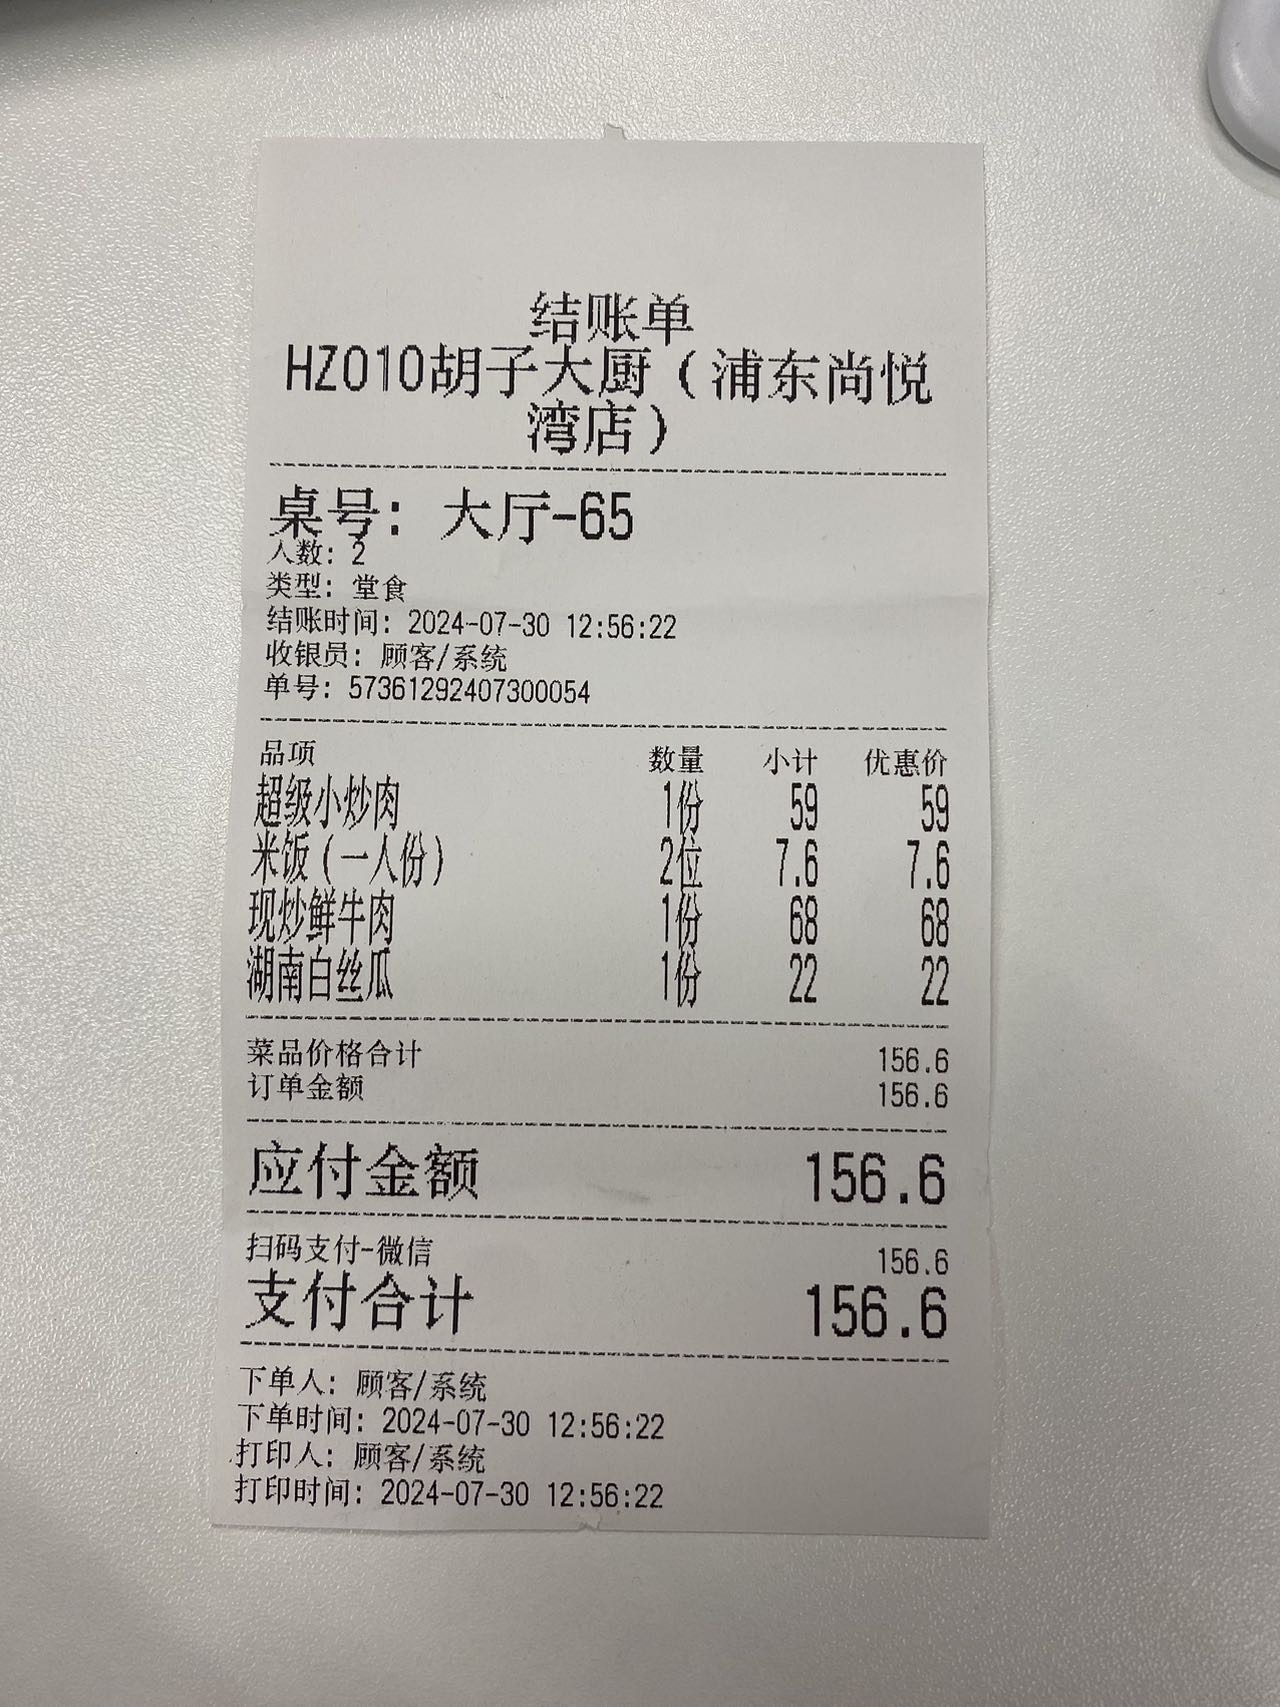 结账单
HZ010胡子大厨（浦东尚悦
湾店）
桌号: 大厅-65
人数: 2
类型: 堂食
结账时间: 2024-07-30 12:56:22
收银员: 顾客/系统
单号: 573612924073000​54
品项 数量 小计 优惠价
超级小炒肉 1份 59 59
米饭（一人份） 2位 7.6 7.6
现炒鲜牛肉 1份 68 68
湖南白丝瓜 1份 22 22
菜品价格合计 156.6
订单金额 156.6
应付金额 156.6
扫码支付-微信 156.6
支付合计 156.6
下单人: 顾客/系统
下单时间: 2024-07-30 12:56:22
打印人: 顾客/系统
打印时间: 2024-07-30 12:56:22